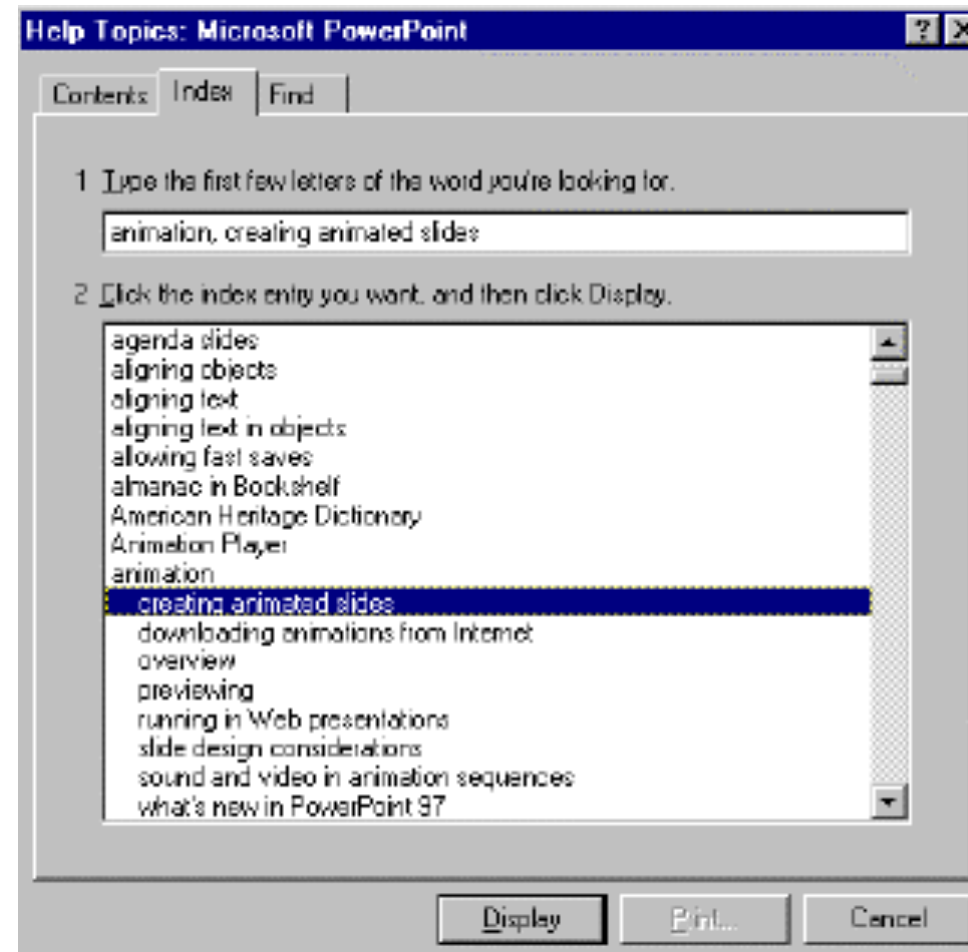 Help Topics: Microsoft PowerPoint
Contents Index Find
1 Type the first few letters of the word you're looking for.
animation, creating animated slides
2 Click the index entry you want, and then click Display.
agenda slides
aligning objects
aligning text
aligning text in objects
allowing fast saves
almanac in Bookshelf
American Heritage Dictionary
Animation Player
animation
creating animated slides
downloading animations from Internet
overview
previewing
running in Web presentations
slide design considerations
sound and video in animation sequences
what's new in PowerPoint 97
Display Print... Cancel